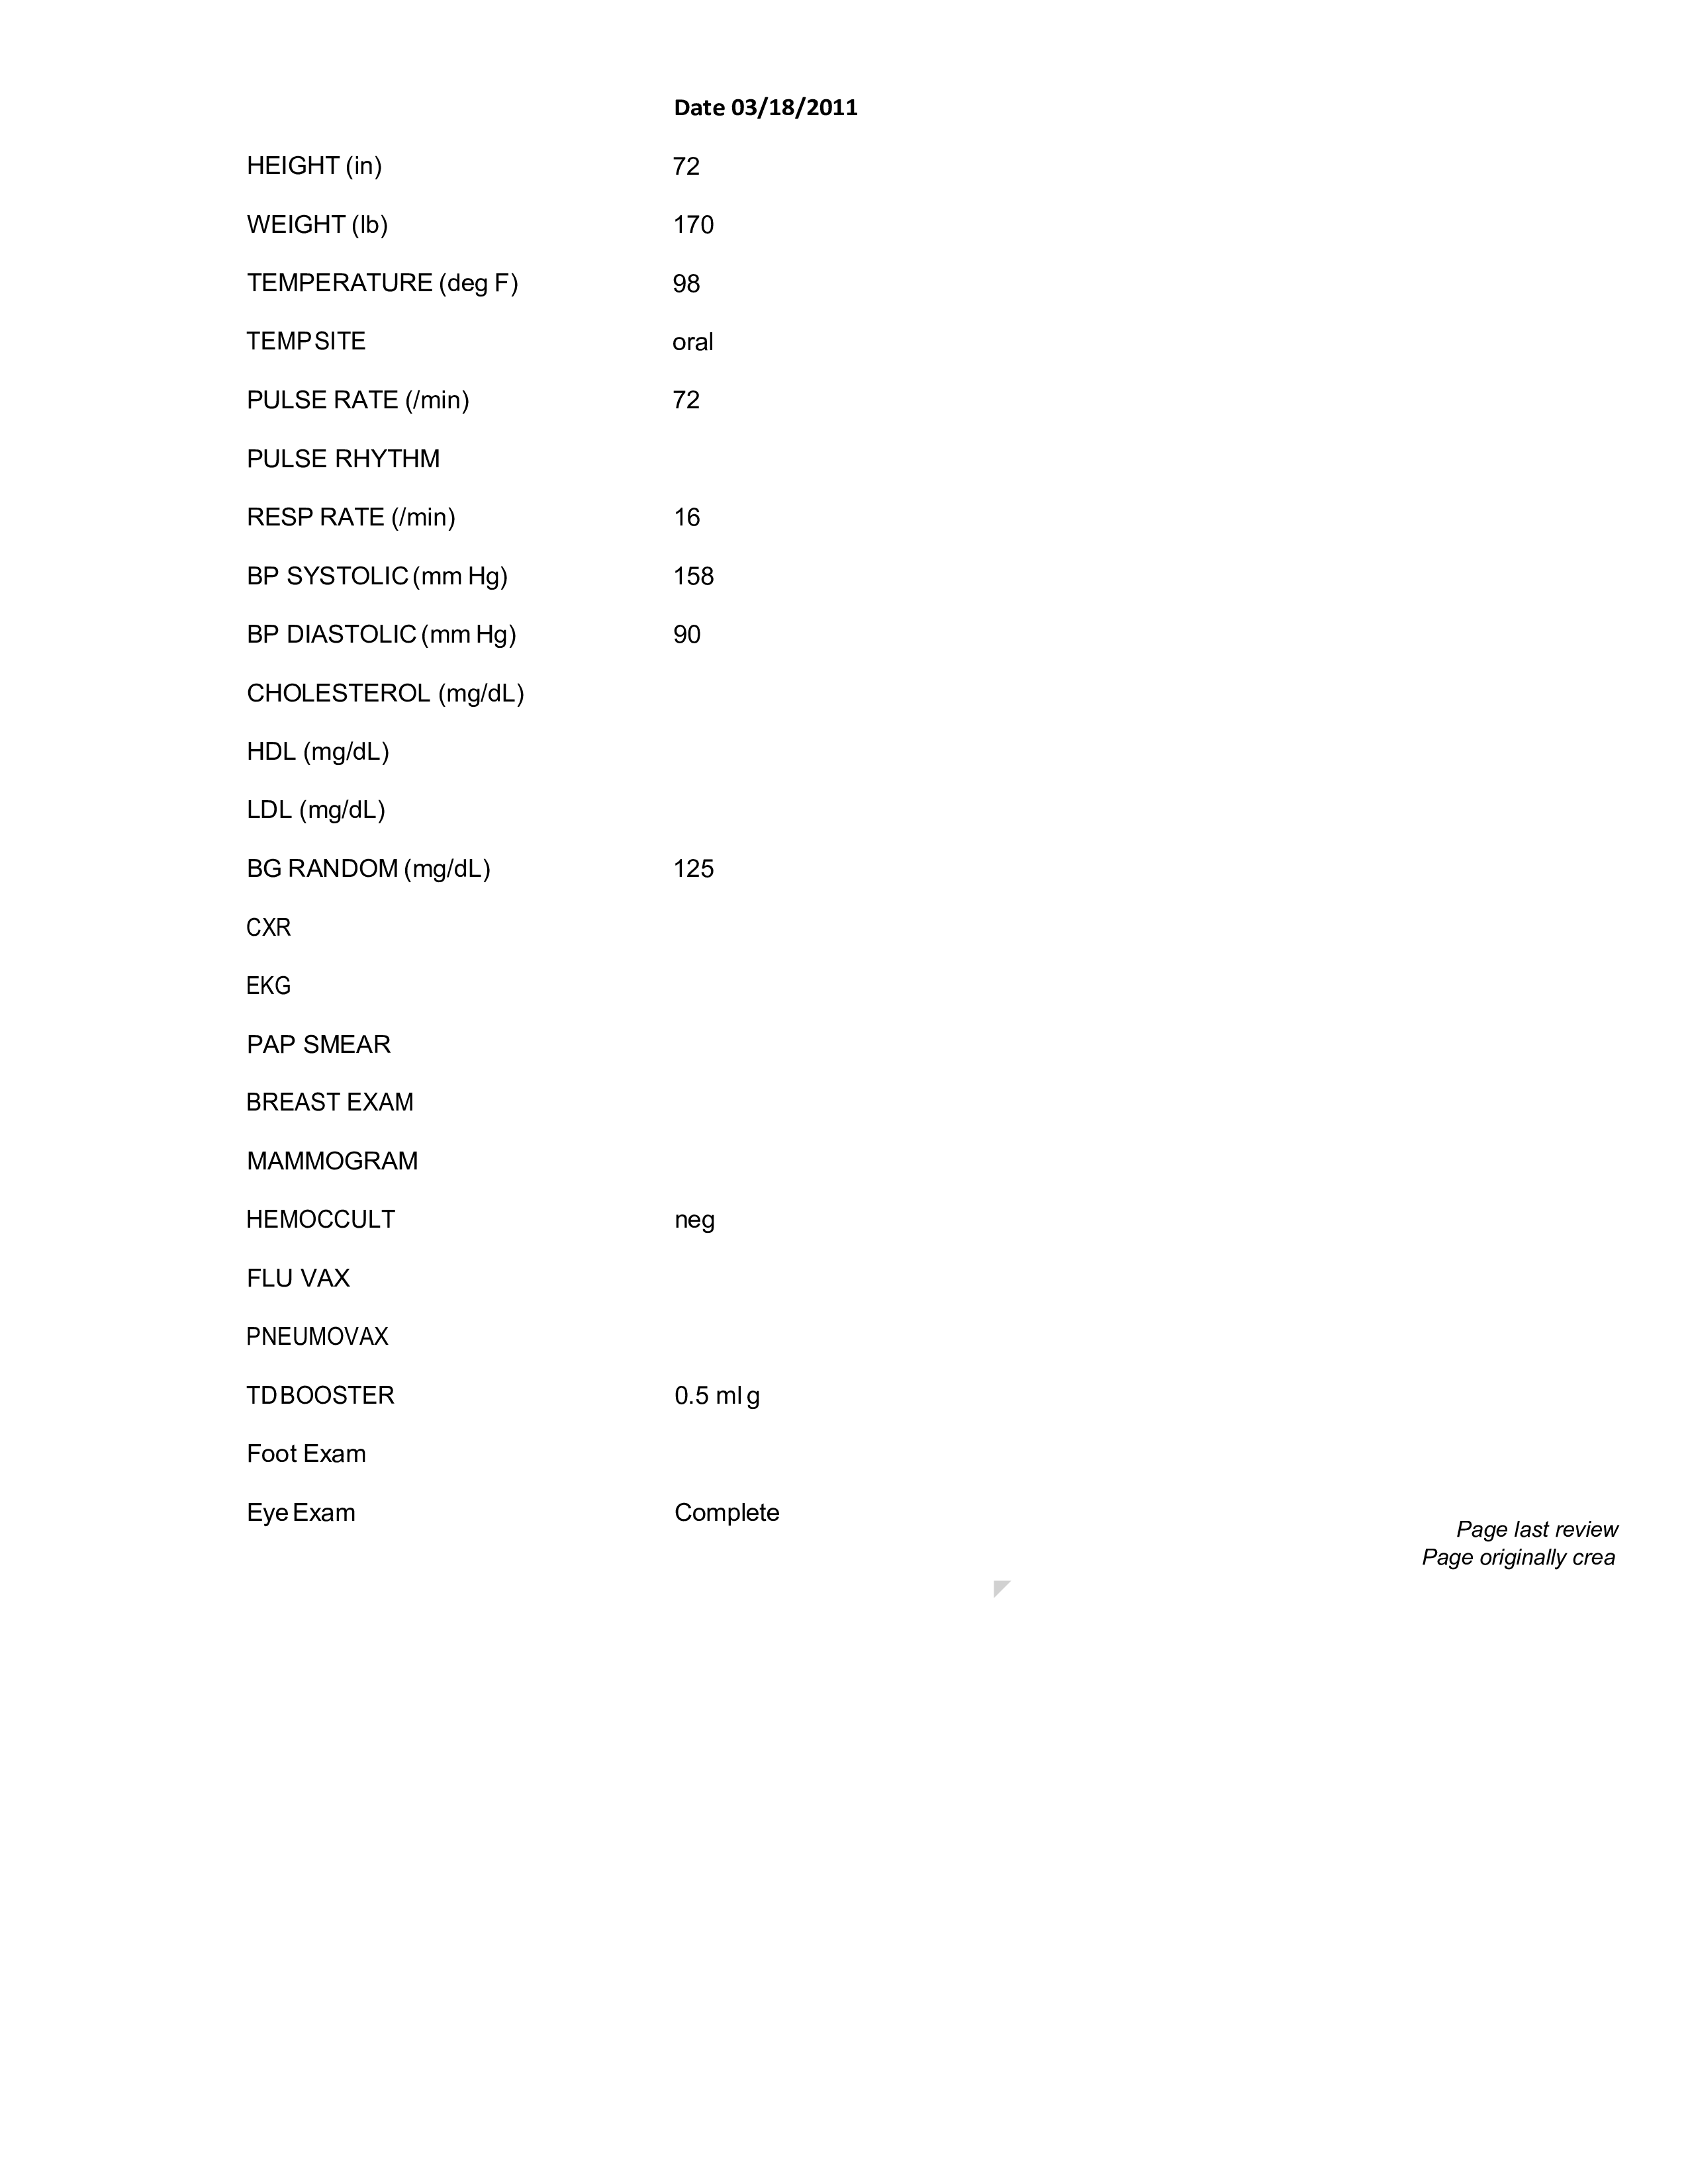 Date 03/18/2011
HEIGHT (in) 72
WEIGHT (lb) 170
TEMPERATURE (deg F) 98
TEMP SITE oral
PULSE RATE (/min) 72
PULSE RHYTHM
RESP RATE (/min) 16
BP SYSTOLIC (mm Hg) 158
BP DIASTOLIC (mm Hg) 90
CHOLESTEROL (mg/dL)
HDL (mg/dL)
LDL (mg/dL)
BG RANDOM (mg/dL) 125
CXR
EKG
PAP SMEAR
BREAST EXAM
MAMMOGRAM
HEMOCCULT neg
FLU VAX
PNEUMOVAX
TD BOOSTER 0.5 ml g
Foot Exam
Eye Exam Complete
Page last review
Page originally crea